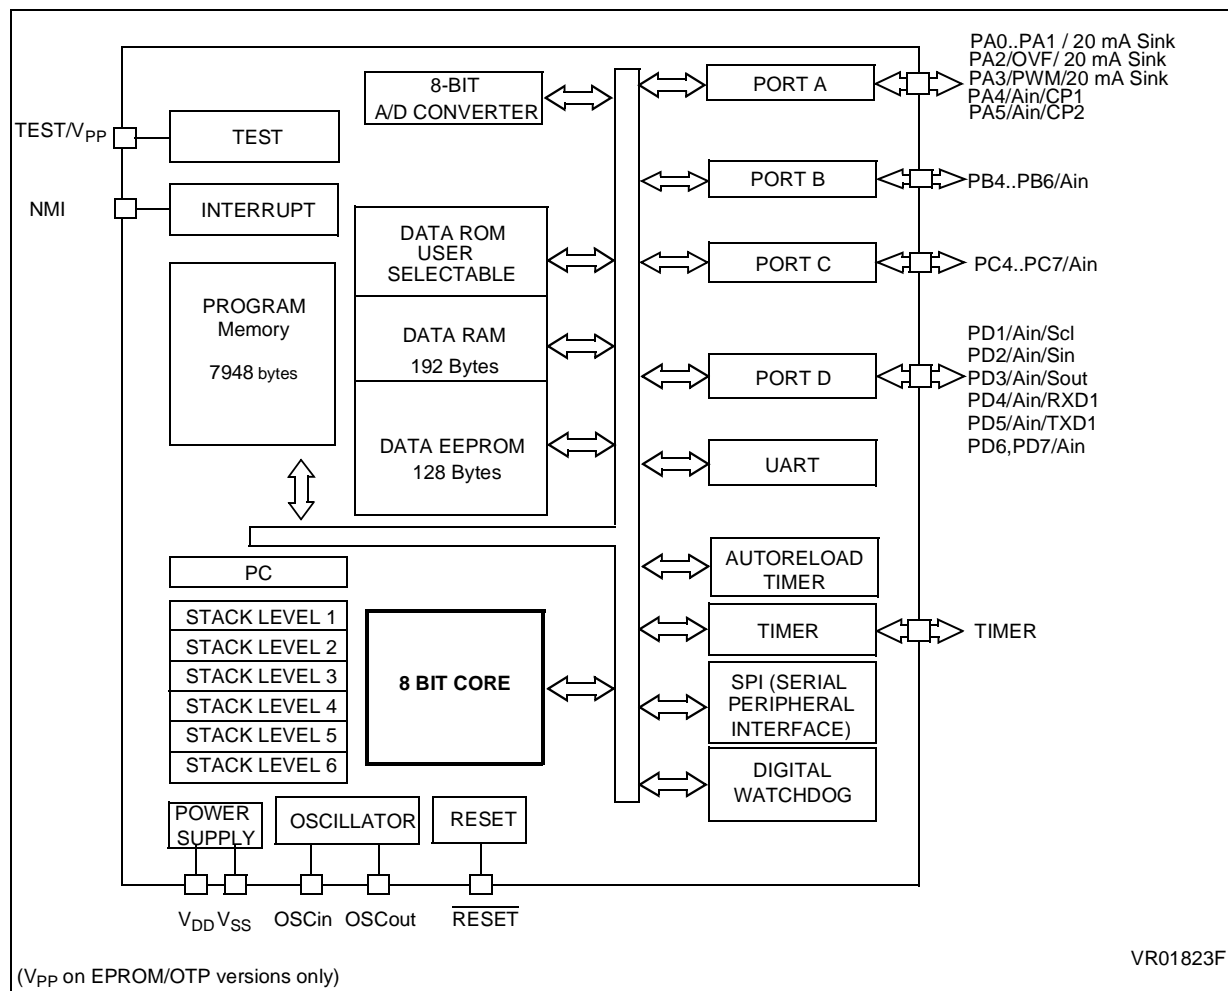 PA0..PA1 / 20 mA Sink
PA2/OVF/ 20 mA Sink
PA3/PWM/20 mA Sink
PA4/Ain/CP1
PA5/Ain/CP2
8-BIT
A/D CONVERTER
PORT A
TEST/VPP
TEST
PORT B
PB4..PB6/Ain
NMI
INTERRUPT
DATA ROM
USER
SELECTABLE
PORT C
PC4..PC7/Ain
PROGRAM
Memory
7948 bytes
DATA RAM
192 Bytes
PORT D
PD1/Ain/Scl
PD2/Ain/Sin
PD3/Ain/Sout
PD4/Ain/RXD1
PD5/Ain/TXD1
PD6,PD7/Ain
DATA EEPROM
128 Bytes
UART
PC
AUTORELOAD
TIMER
STACK LEVEL 1
STACK LEVEL 2
STACK LEVEL 3
STACK LEVEL 4
STACK LEVEL 5
STACK LEVEL 6
8 BIT CORE
TIMER
TIMER
SPI (SERIAL
PERIPHERAL
INTERFACE)
DIGITAL
WATCHDOG
POWER
SUPPLY
OSCILLATOR
RESET
VDD VSS
OSCin
OSCout
RESET
VR01823F
(VPP on EPROM/OTP versions only)